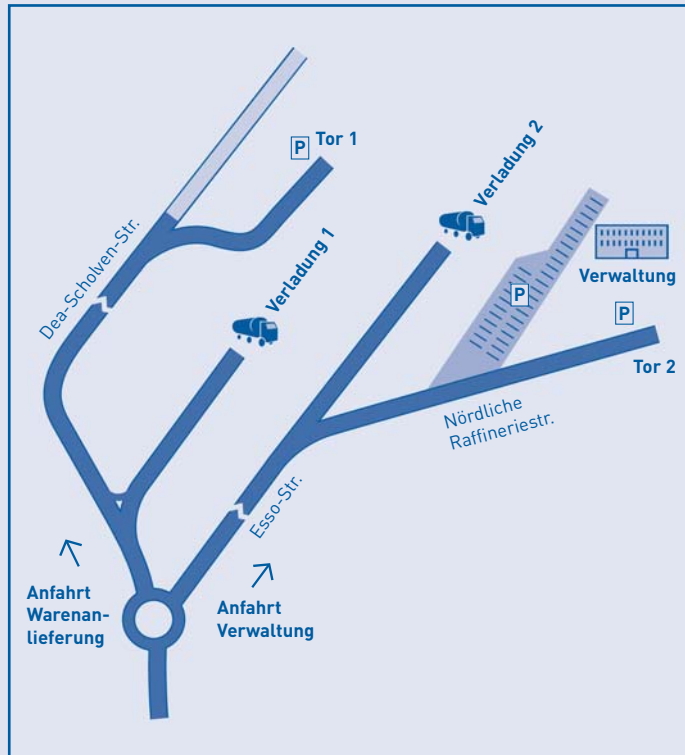 P Tor 1
Verladung 2
Dea-Scholven-Str.
Verladung 1
P
Verwaltung
P
Tor 2
Nördliche
Raffineriestr.
Esso-Str.
Anfahrt
Warenan-
lieferung
Anfahrt
Verwaltung